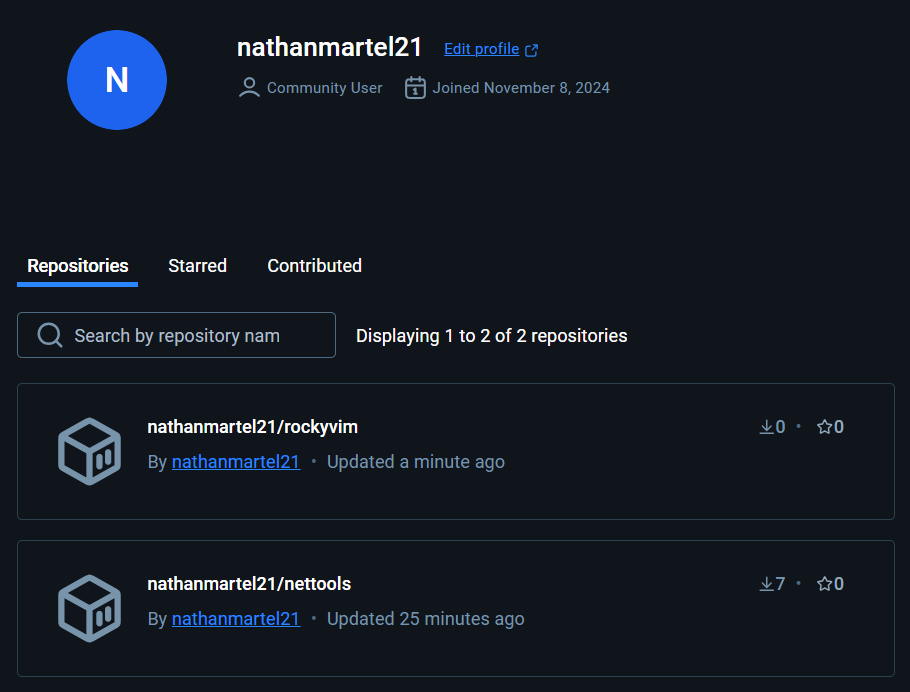 N
nathanmartel21 Edit profile
Community User 1 Joined November 8, 2024
Repositories Starred Contributed
Search by repository nam Displaying 1 to 2 of 2 repositories
nathanmartel21/rockyvim 0 • 0
By nathanmartel21 • Updated a minute ago
nathanmartel21/nettools 7 • 0
By nathanmartel21 • Updated 25 minutes ago